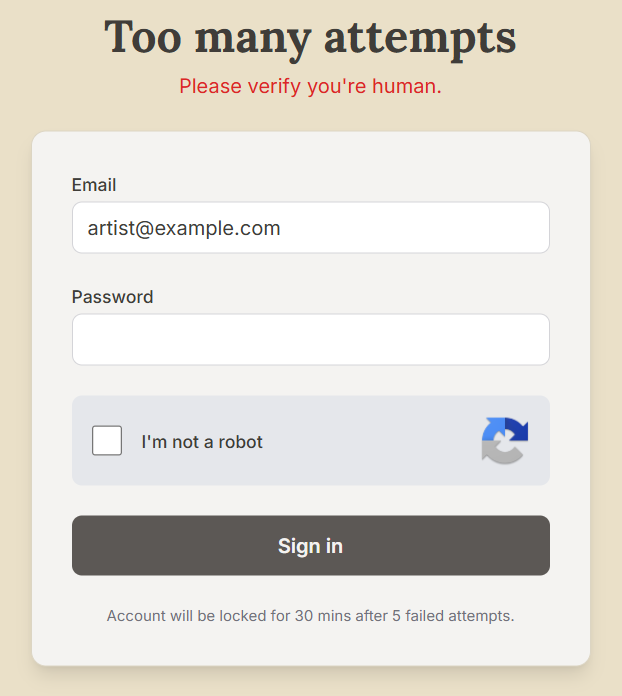 Too many attempts
Please verify you're human.
Email
artist@example.com
Password
I'm not a robot
Sign in
Account will be locked for 30 mins after 5 failed attempts.